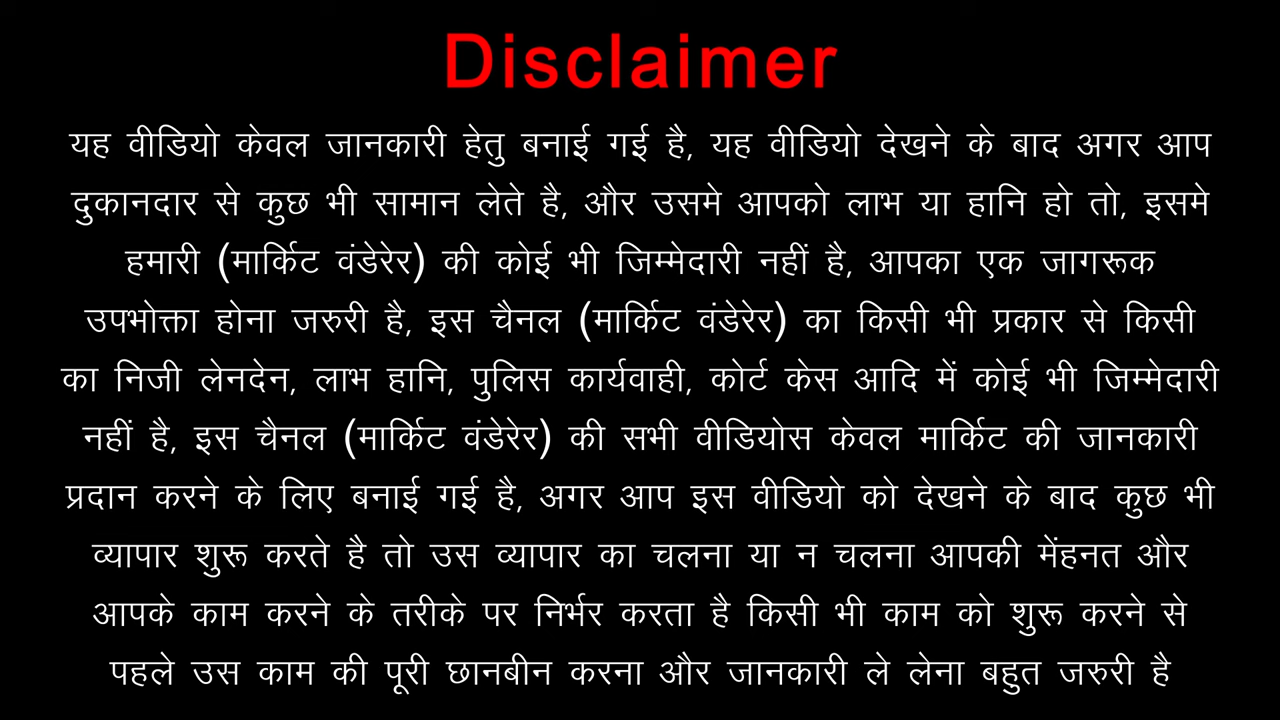 Disclaimer
यह वीडियो केवल जानकारी हेतु बनाई गई है, यह वीडियो देखने के बाद अगर आप
दुकानदार से कुछ भी सामान लेते है, और उसमे आपको लाभ या हानि हो तो, इसमे
हमारी (मार्किट वंडेरेर) की कोई भी जिम्मेदारी नहीं है, आपका एक जागरूक
उपभोक्ता होना जरुरी है, इस चैनल (मार्किट वंडेरेर) का किसी भी प्रकार से किसी
का निजी लेनदेन, लाभ हानि, पुलिस कार्यवाही, कोर्ट केस आदि में कोई भी जिम्मेदारी
नहीं है, इस चैनल (मार्किट वंडेरेर) की सभी वीडियोस केवल मार्किट की जानकारी
प्रदान करने के लिए बनाई गई है, अगर आप इस वीडियो को देखने के बाद कुछ भी
व्यापार शुरू करते है तो उस व्यापार का चलना या न चलना आपकी मेंहनत और
आपके काम करने के तरीके पर निर्भर करता है किसी भी काम को शुरू करने से
पहले उस काम की पूरी छानबीन करना और जानकारी ले लेना बहुत जरुरी है